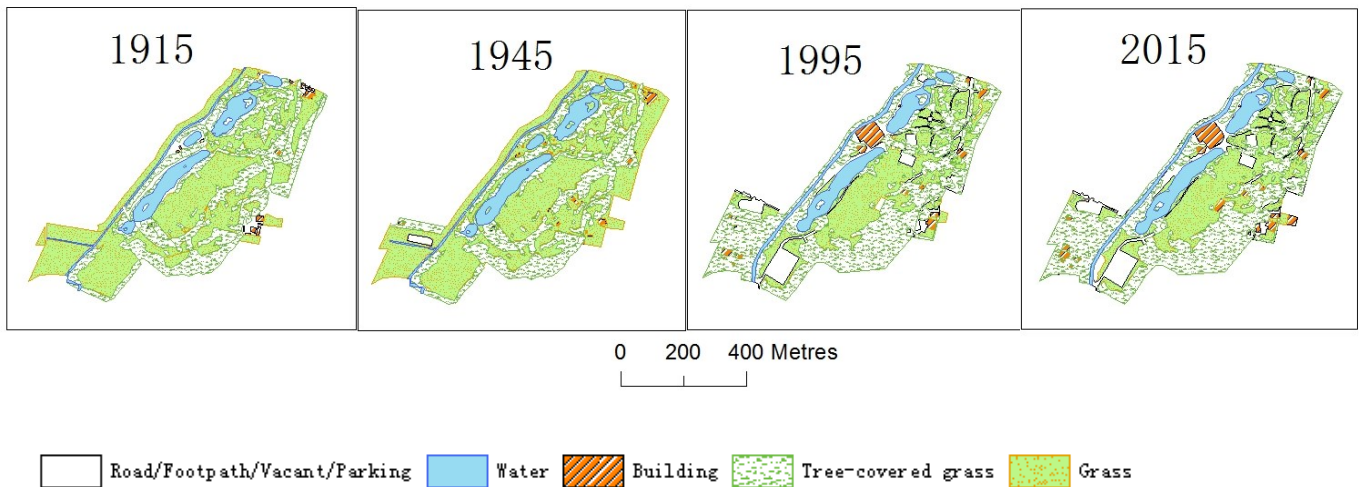 1915
1945
1995
2015
0 200 400 Metres
Road/Footpath/Vacant/Parking Water Building Tree-covered grass Grass